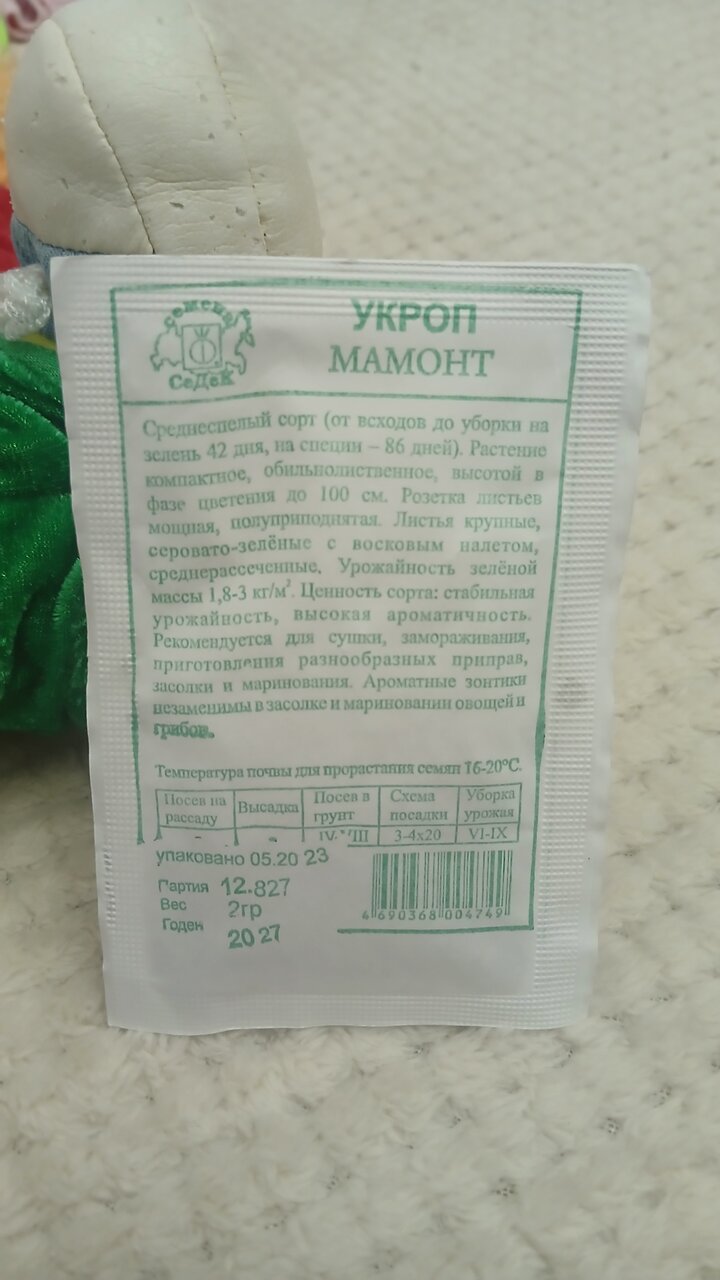 семена
СеДеК
УКРОП
МАМОНТ
Среднеспелый сорт (от всходов до уборки на
зелень 42 дня, на специи – 86 дней). Растение
компактное, обильнолиственное, высотой в
фазе цветения до 100 см. Розетка листьев
мощная, полуприподнятая. Листья крупные,
серовато-зелёные с восковым налетом,
среднерассеченные. Урожайность зелёной
массы 1,8-3 кг/м². Ценность сорта: стабильная
урожайность, высокая ароматичность.
Рекомендуется для сушки, замораживания,
приготовления разнообразных приправ,
засолки и маринования. Ароматные зонтики
незаменимы в засолке и мариновании овощей и
грибов.
Температура почвы для прорастания семян 16-20°С.
Посев на рассаду Высадка Посев в грунт Схема посадки Уборка урожая
- - IV-VIII 3-4х20 VI-IX
упаковано 05.20 23
Партия 12.827
Вес 2гр
Годен 20 27
4 690368 004749